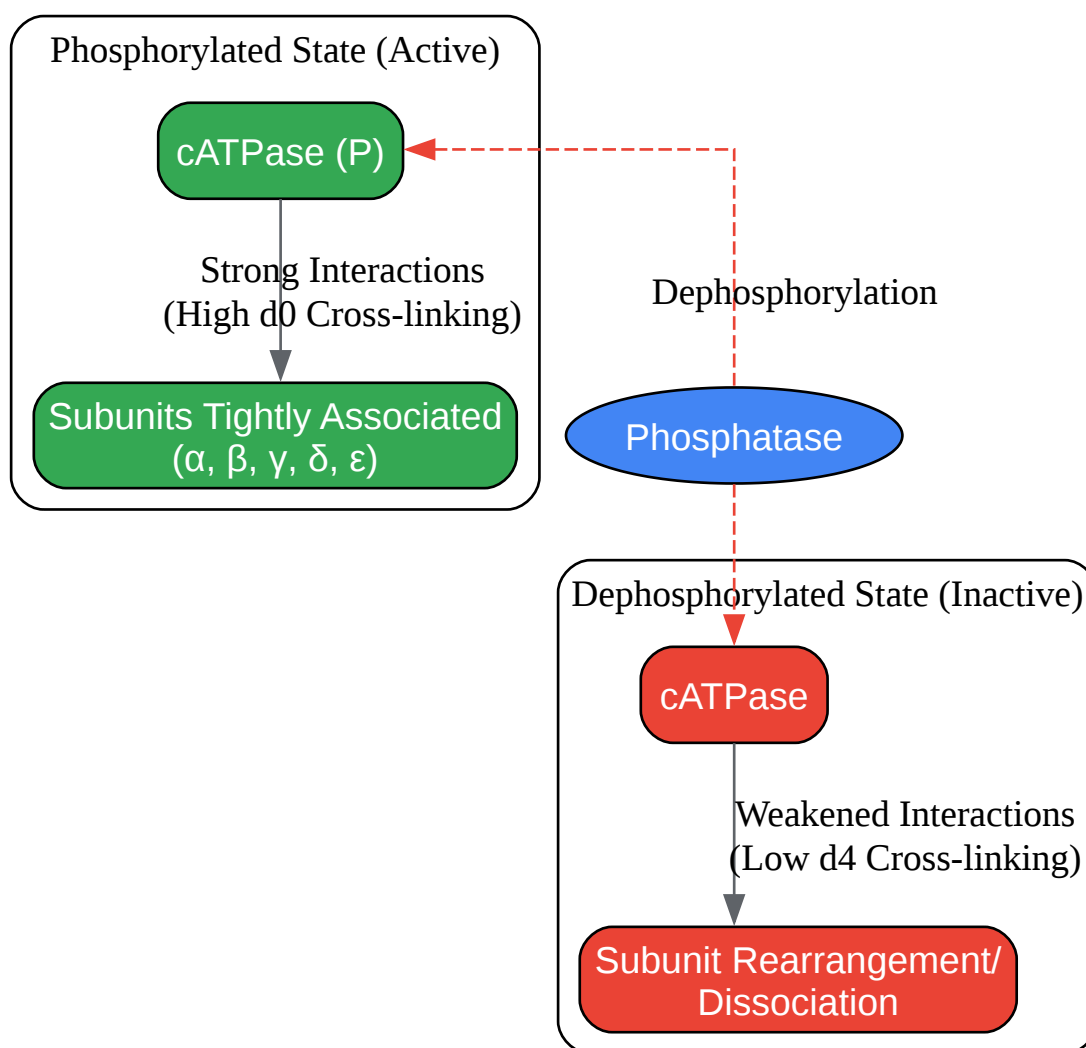 Phosphorylated State (Active)
cATPase (P)
Strong Interactions
(High d0 Cross-linking)
Subunits Tightly Associated
(α, β, γ, δ, ε)
Dephosphorylation
Phosphatase
Dephosphorylated State (Inactive)
cATPase
Weakened Interactions
(Low d4 Cross-linking)
Subunit Rearrangement/
Dissociation